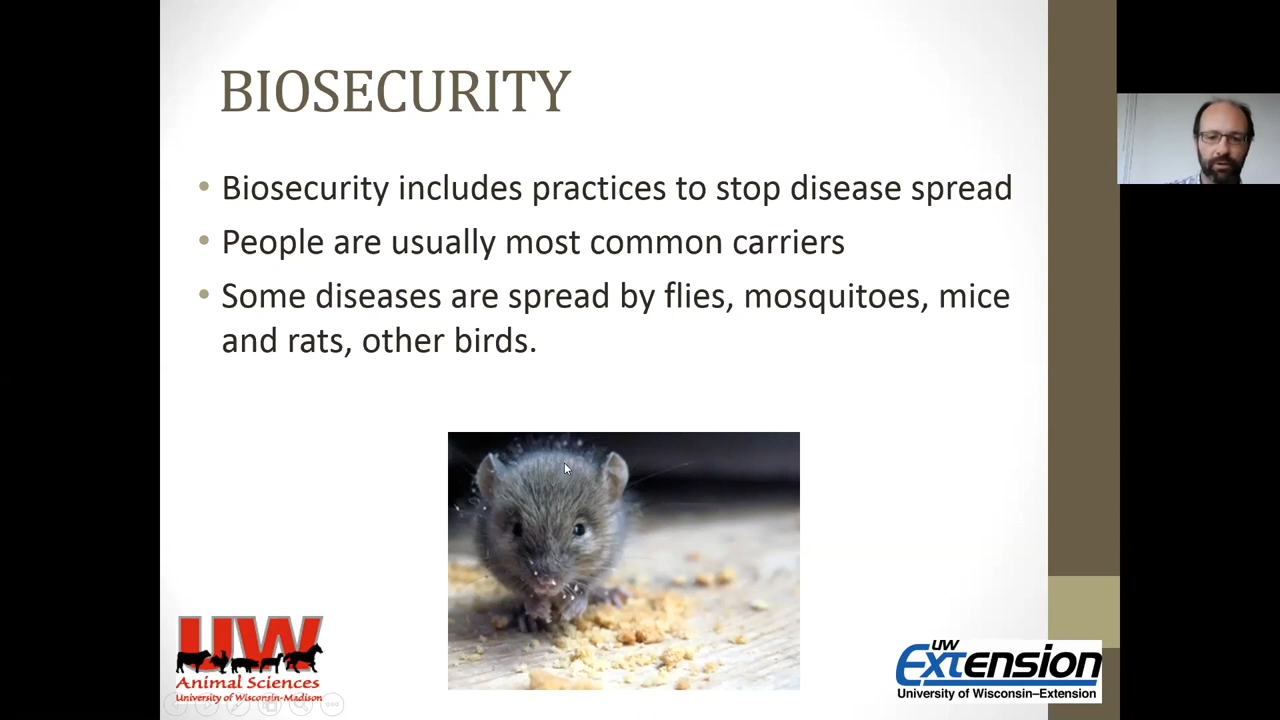 BIOSECURITY
• Biosecurity includes practices to stop disease spread
• People are usually most common carriers
• Some diseases are spread by flies, mosquitoes, mice
and rats, other birds.
UW
Animal Sciences
University of Wisconsin-Madison
UW
Extension
University of Wisconsin–Extension